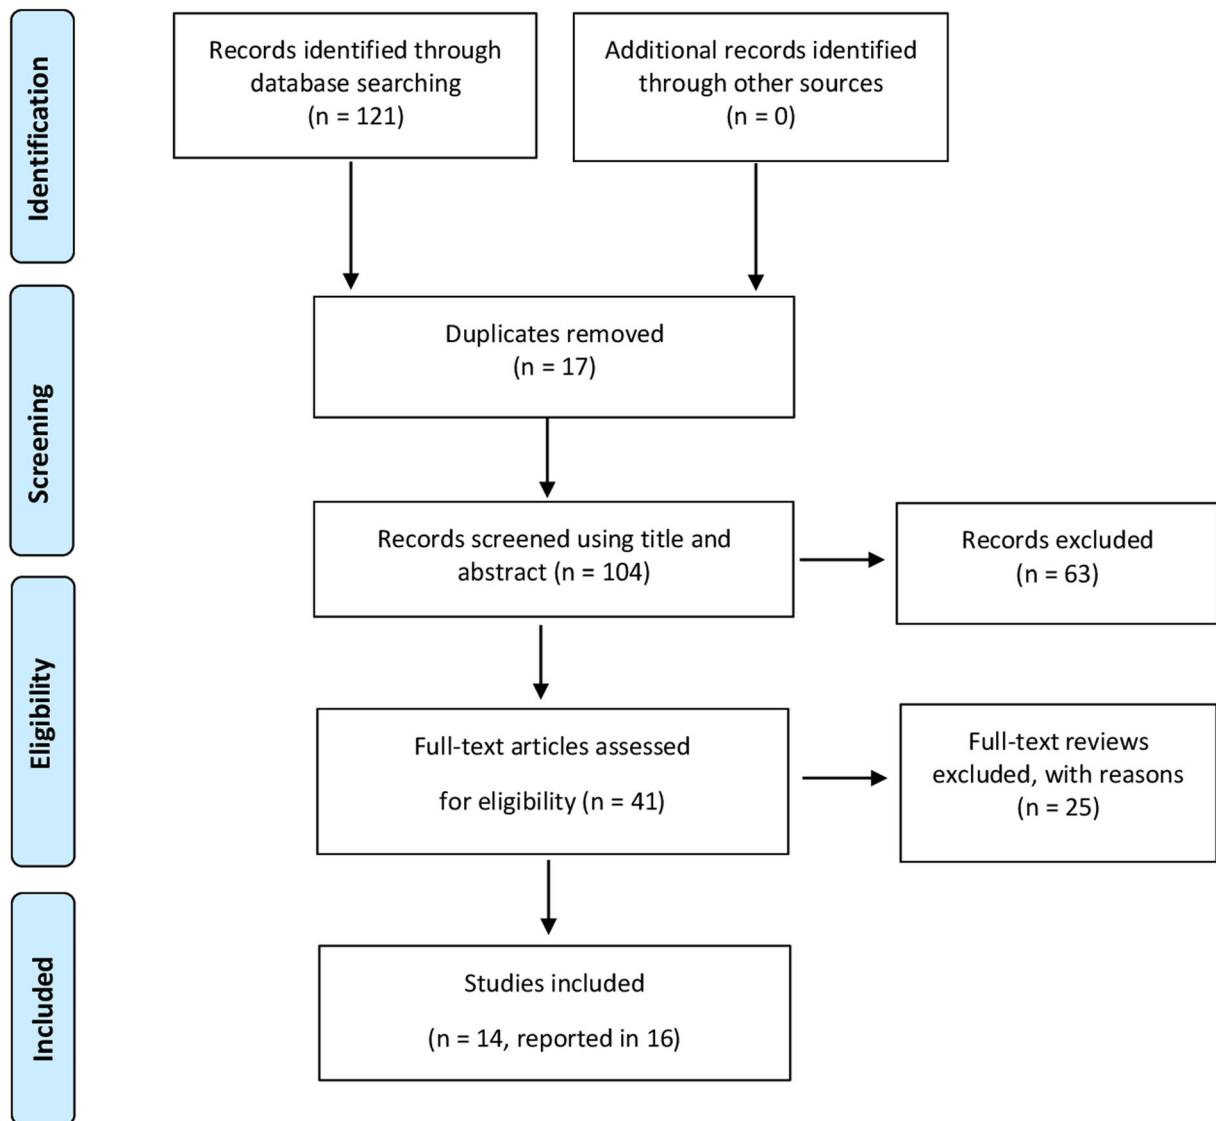 Identification
Records identified through
database searching
(n = 121)
Additional records identified
through other sources
(n = 0)
Screening
Duplicates removed
(n = 17)
Records screened using title and
abstract (n = 104)
Records excluded
(n = 63)
Eligibility
Full-text articles assessed
for eligibility (n = 41)
Full-text reviews
excluded, with reasons
(n = 25)
Included
Studies included
(n = 14, reported in 16)